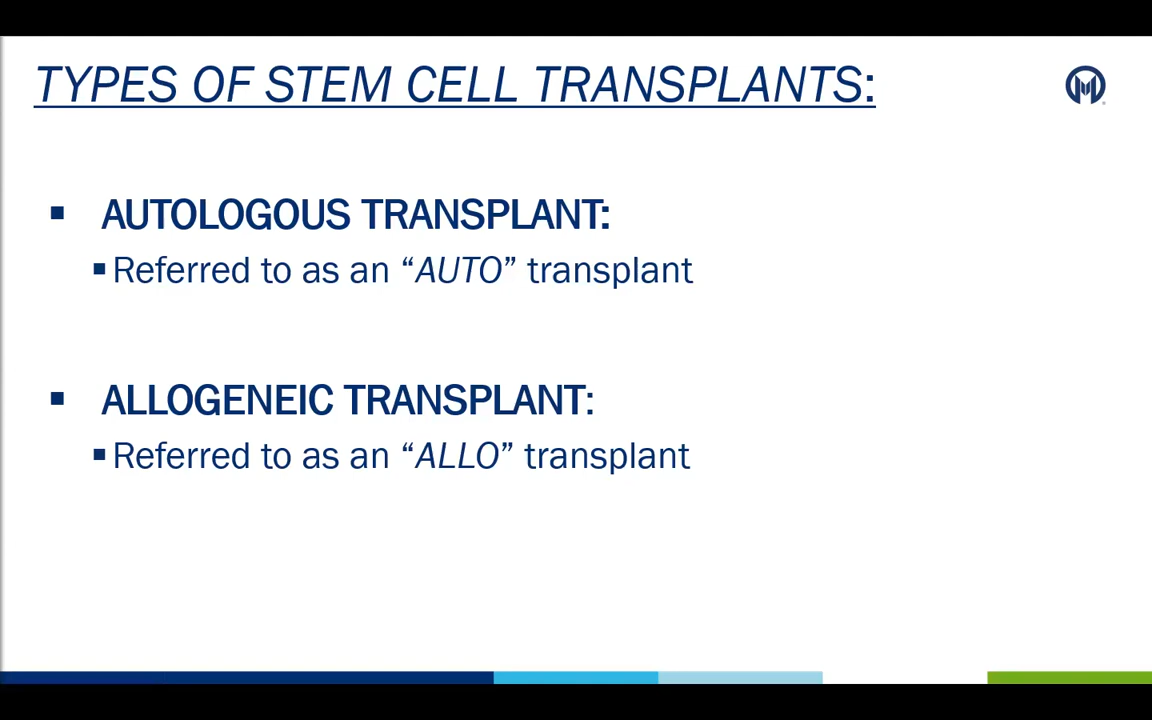 TYPES OF STEM CELL TRANSPLANTS:
▪ AUTOLOGOUS TRANSPLANT:
▪ Referred to as an “AUTO” transplant
▪ ALLOGENEIC TRANSPLANT:
▪ Referred to as an “ALLO” transplant